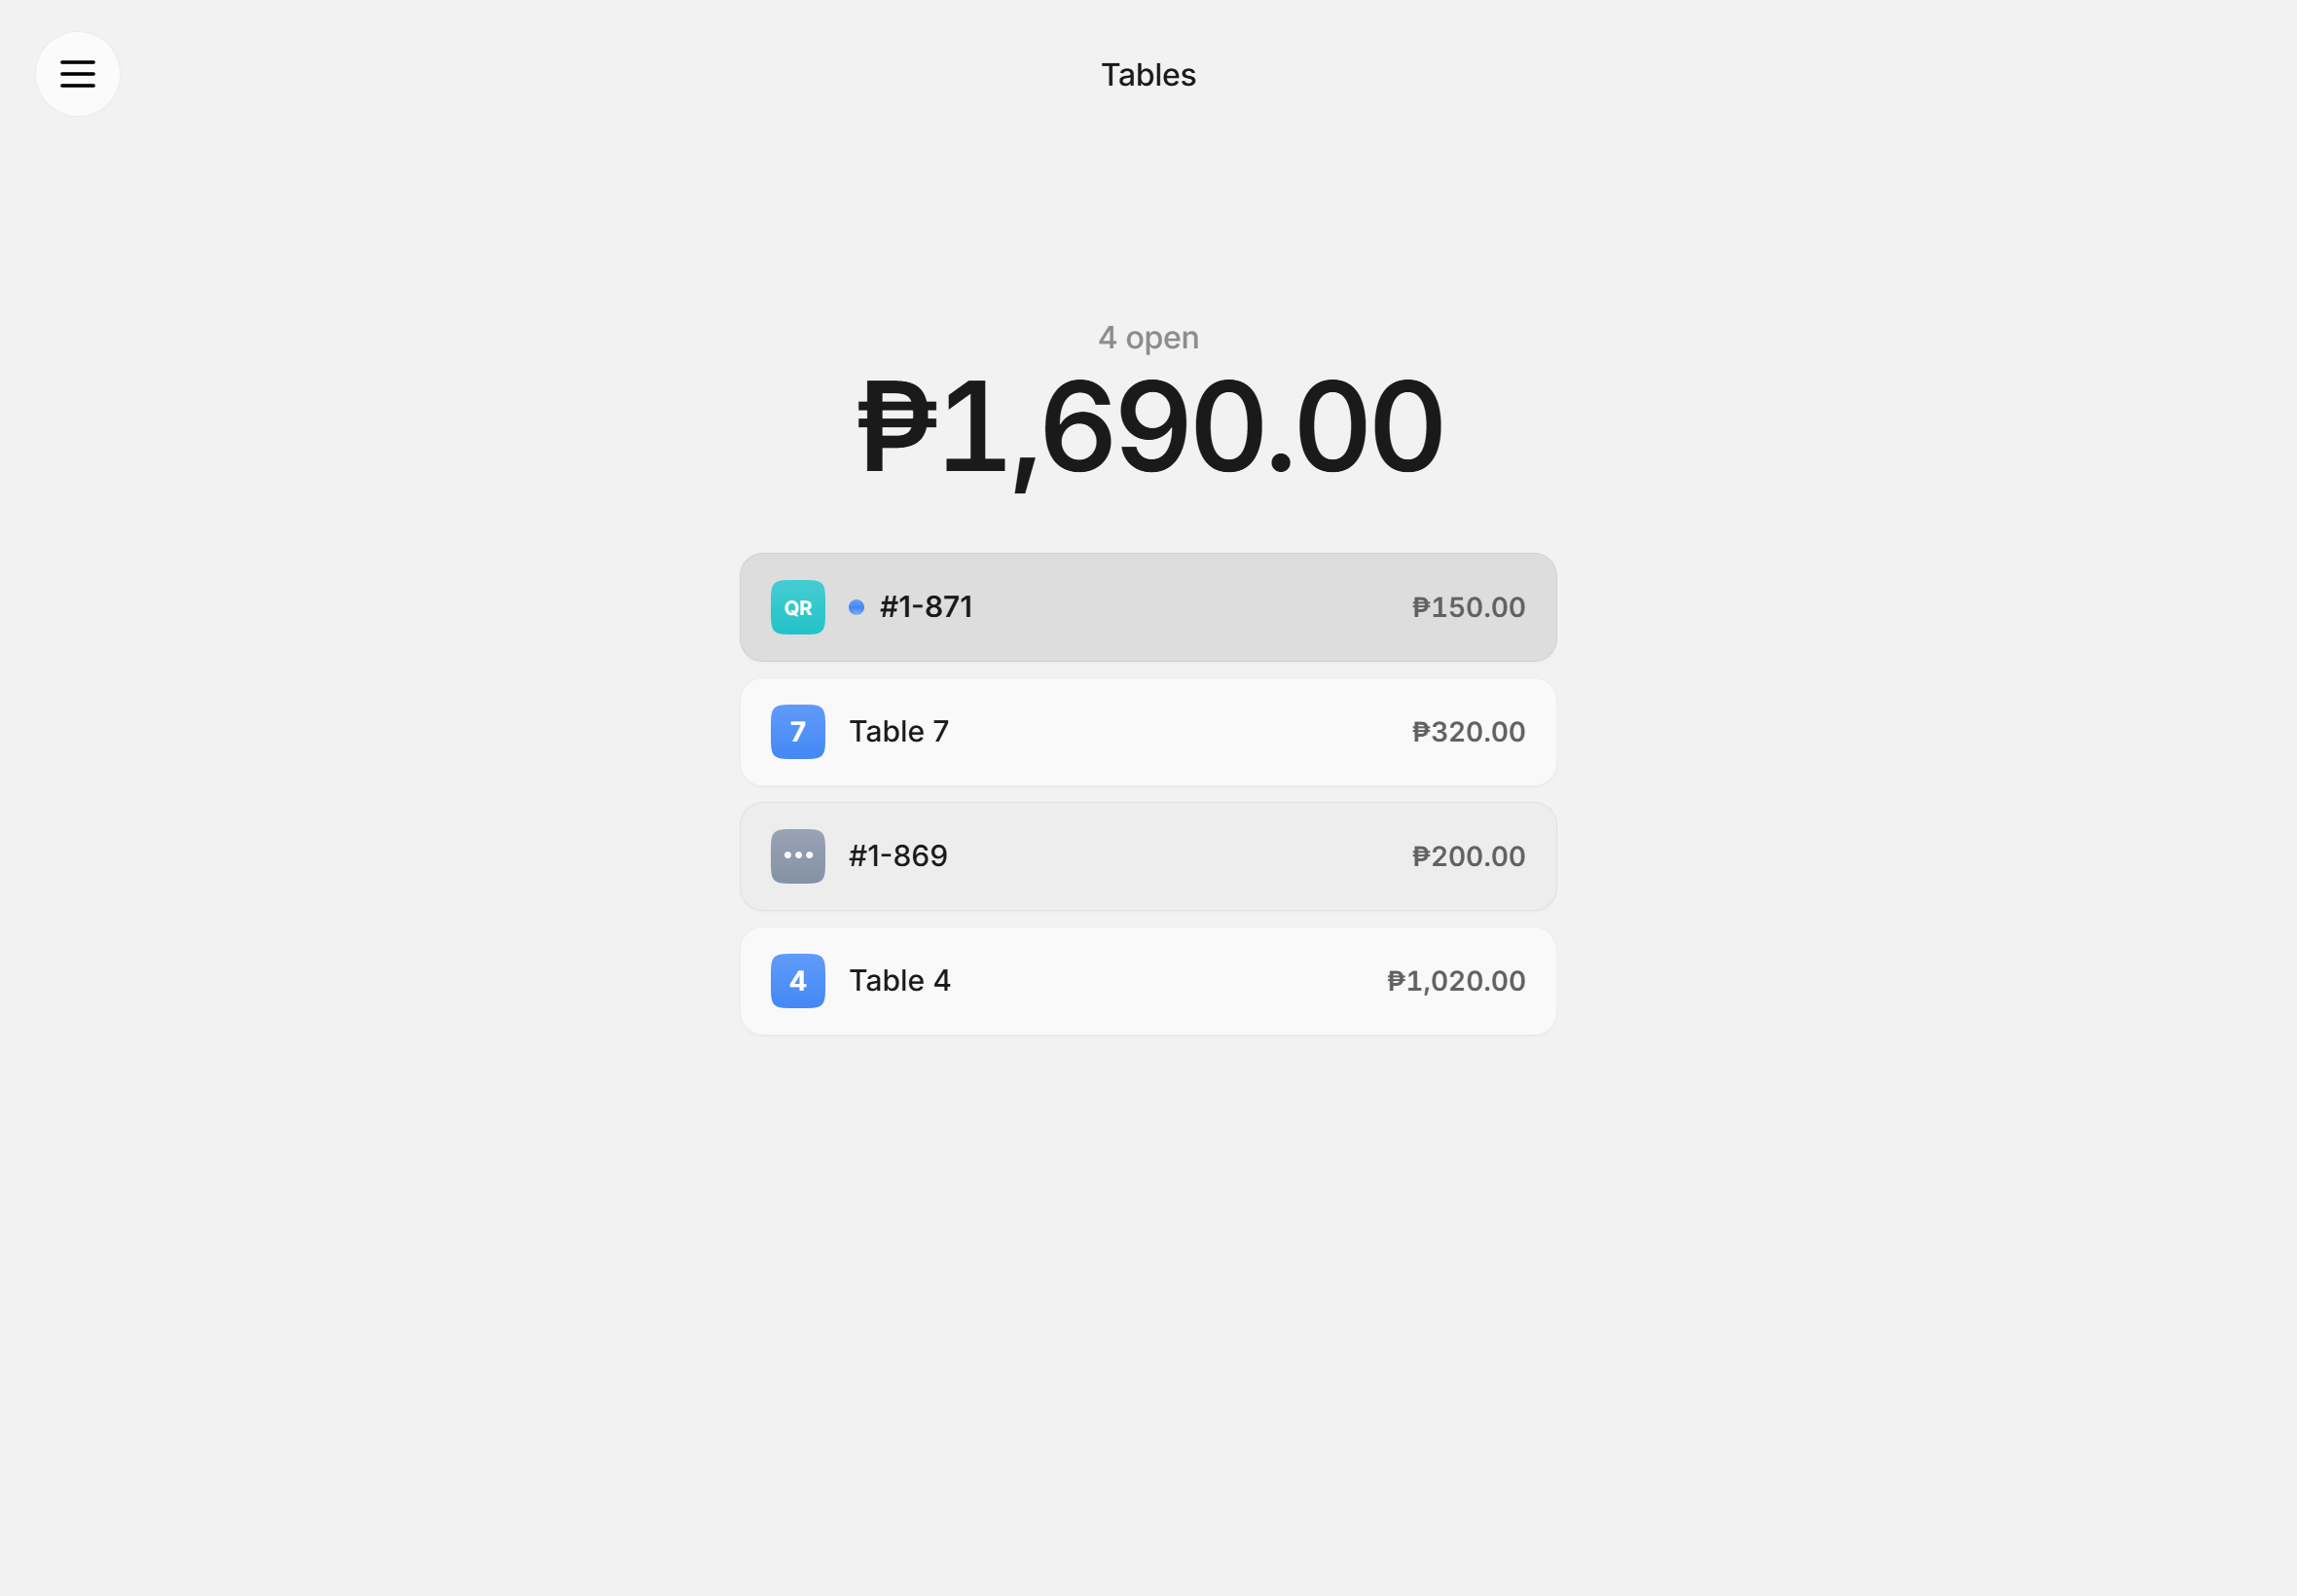 Tables
4 open
₱1,690.00
QR #1-871 ₱150.00
7 Table 7 ₱320.00
#1-869 ₱200.00
4 Table 4 ₱1,020.00